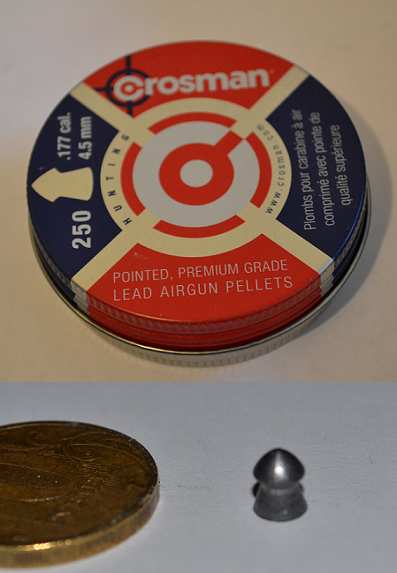 Crosman
.177 cal.
4.5 mm
250
HUNTING
www.crosman.com
Plombs pour carabine à air
comprimé avec pointe de
qualité supérieure
POINTED, PREMIUM GRADE
LEAD AIRGUN PELLETS